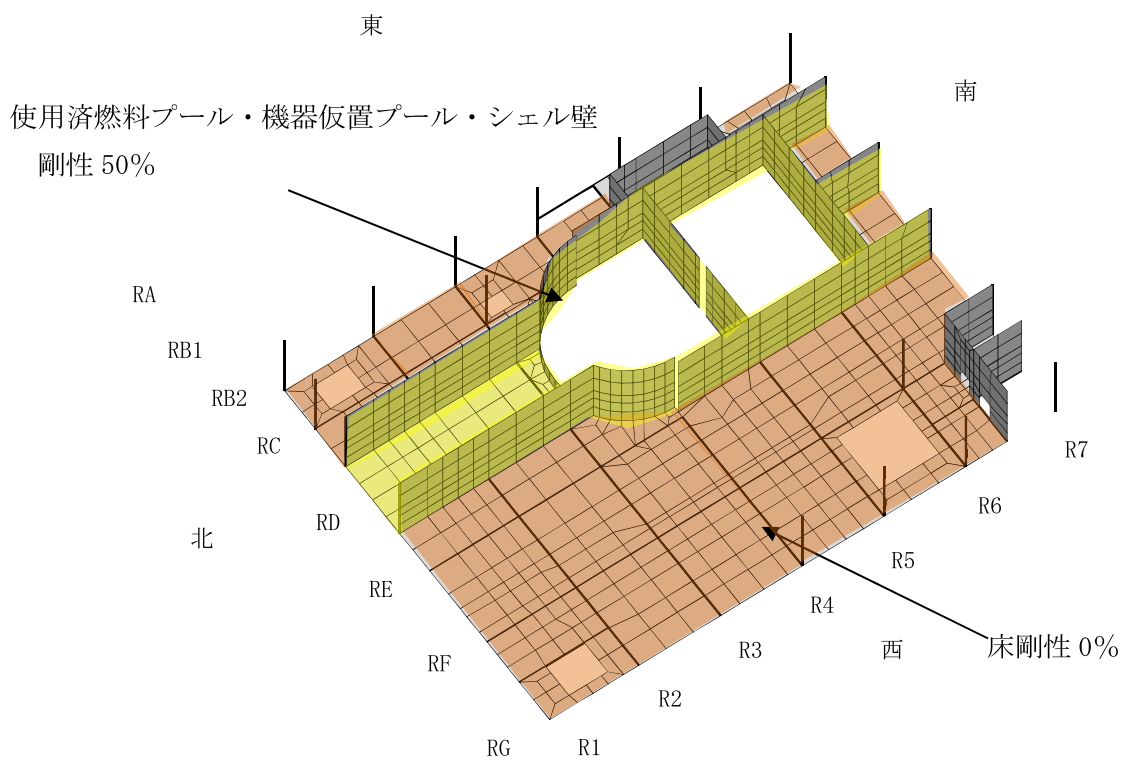 東
南
使用済燃料プール・機器仮置プール・シェル壁
剛性 50%
RA
RB1
RB2
RC
RD
北
RE
RF
RG
R1
R2
R3
R4
R5
R6
R7
西
床剛性 0%